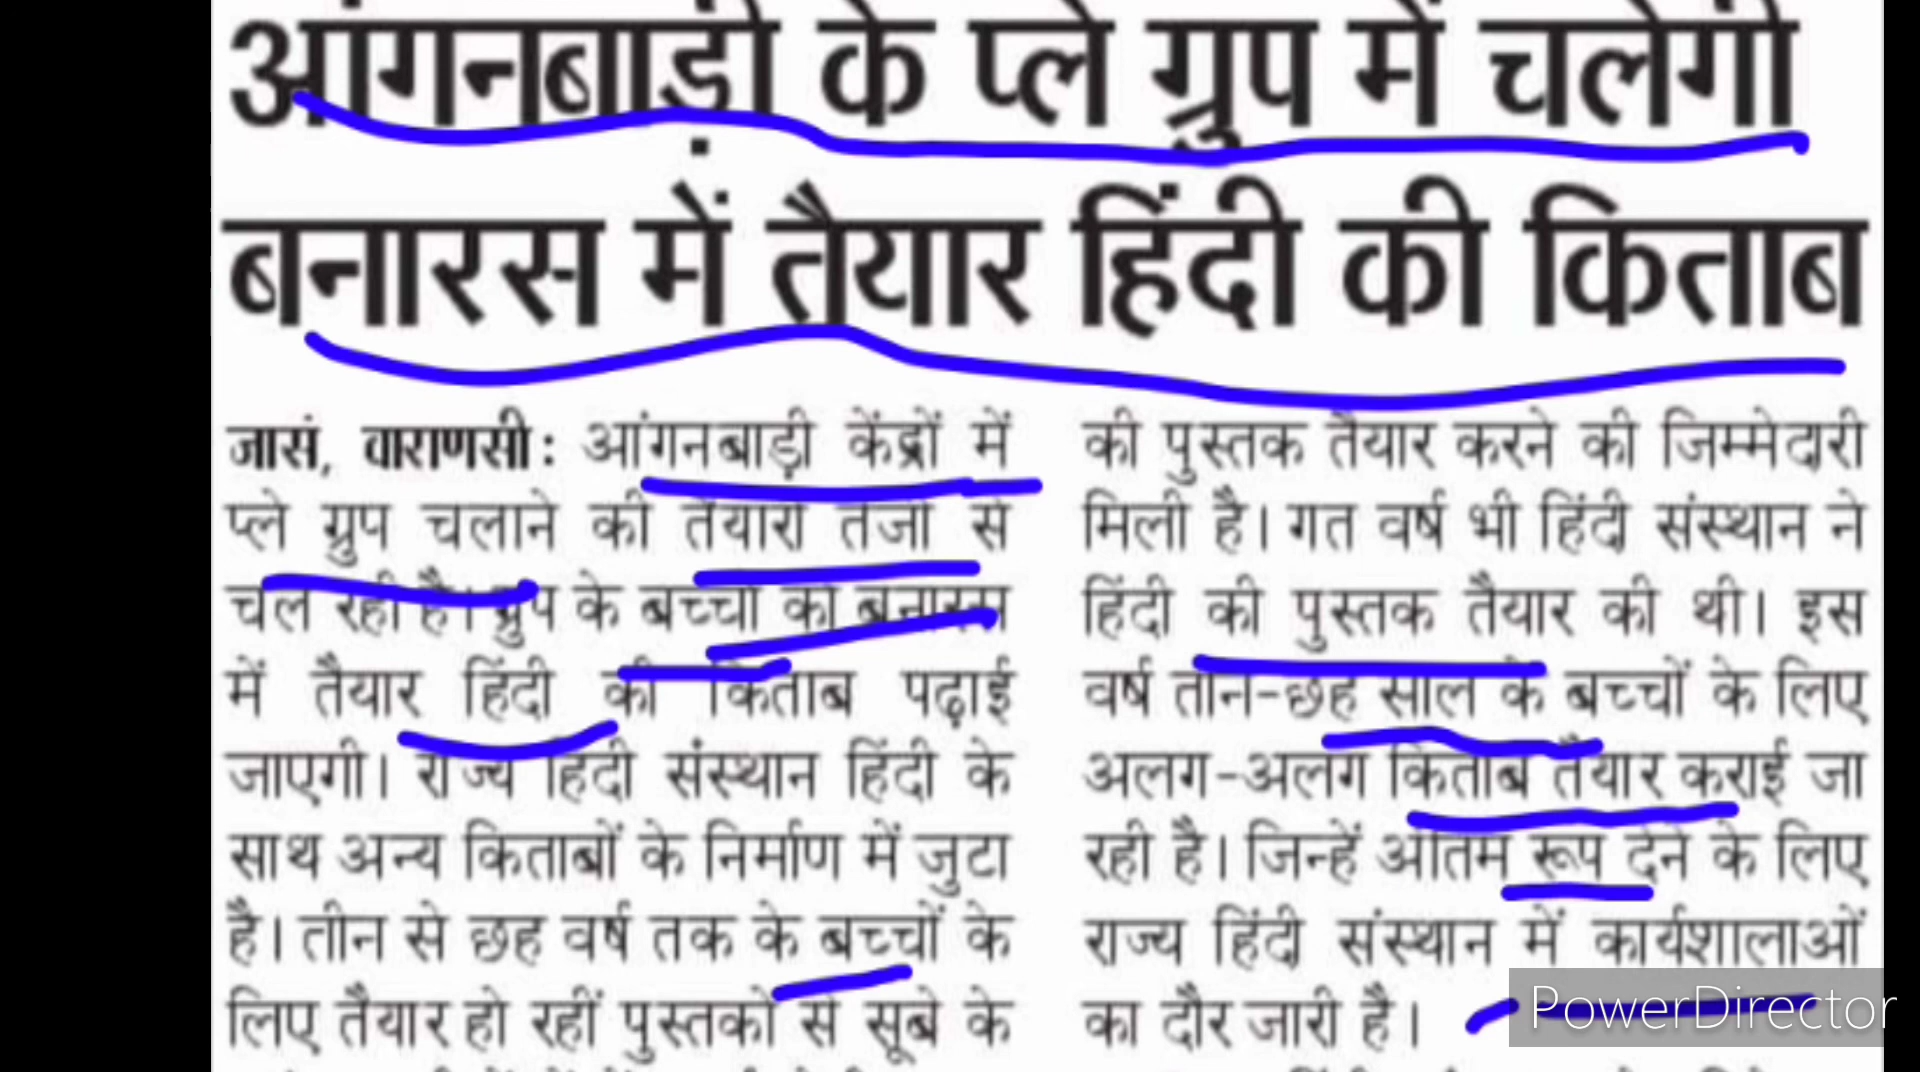 आंगनबाड़ी के प्ले ग्रुप में चलेगी
बनारस में तैयार हिंदी की किताब
जासं, वाराणसी: आंगनबाड़ी केंद्रों में
प्ले ग्रुप चलाने की तैयारी तेजी से
चल रही है। ग्रुप के बच्चों को बनारस
में तैयार हिंदी की किताब पढ़ाई
जाएगी। राज्य हिंदी संस्थान हिंदी के
साथ अन्य किताबों के निर्माण में जुटा
है। तीन से छह वर्ष तक के बच्चों के
लिए तैयार हो रहीं पुस्तकों से सूबे के
की पुस्तक तैयार करने की जिम्मेदारी
मिली है। गत वर्ष भी हिंदी संस्थान ने
हिंदी की पुस्तक तैयार की थी। इस
वर्ष तीन-छह साल के बच्चों के लिए
अलग-अलग किताब तैयार कराई जा
रही है। जिन्हें अंतिम रूप देने के लिए
राज्य हिंदी संस्थान में कार्यशालाओं
का दौर जारी है।
PowerDirector